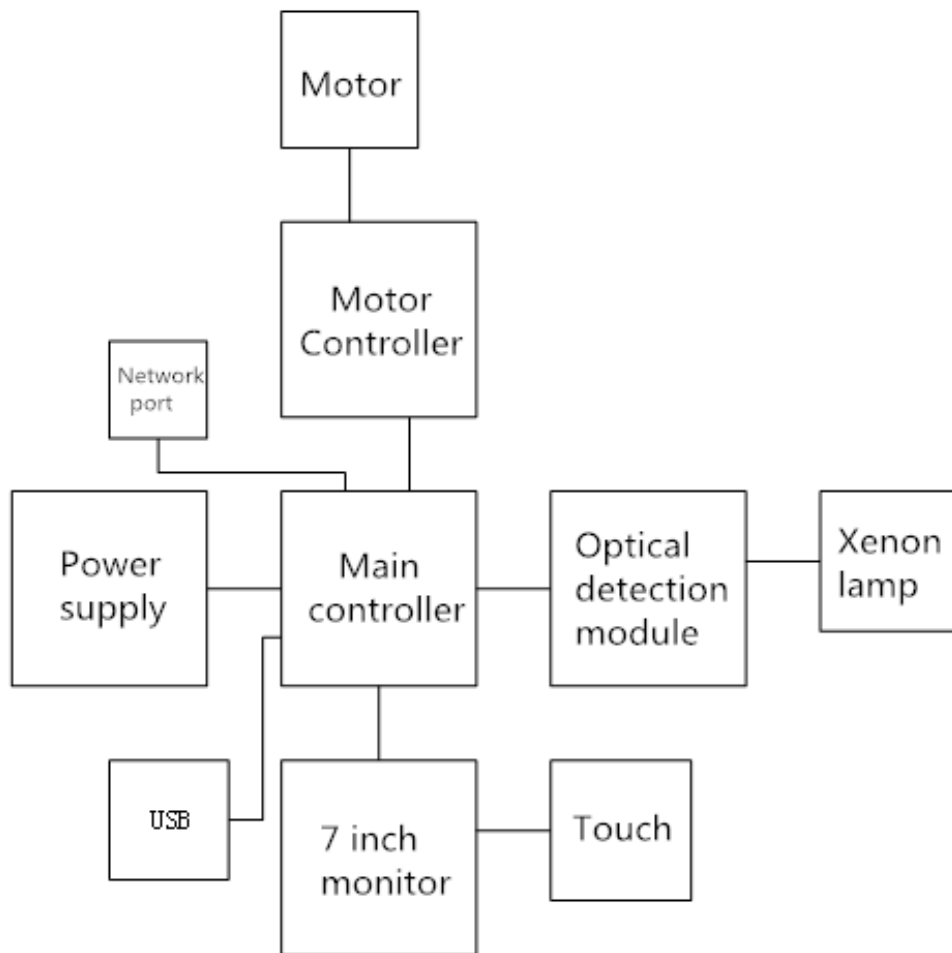 Motor
Motor
Controller
Network
port
Power
supply
Main
controller
Optical
detection
module
Xenon
lamp
USB
7 inch
monitor
Touch